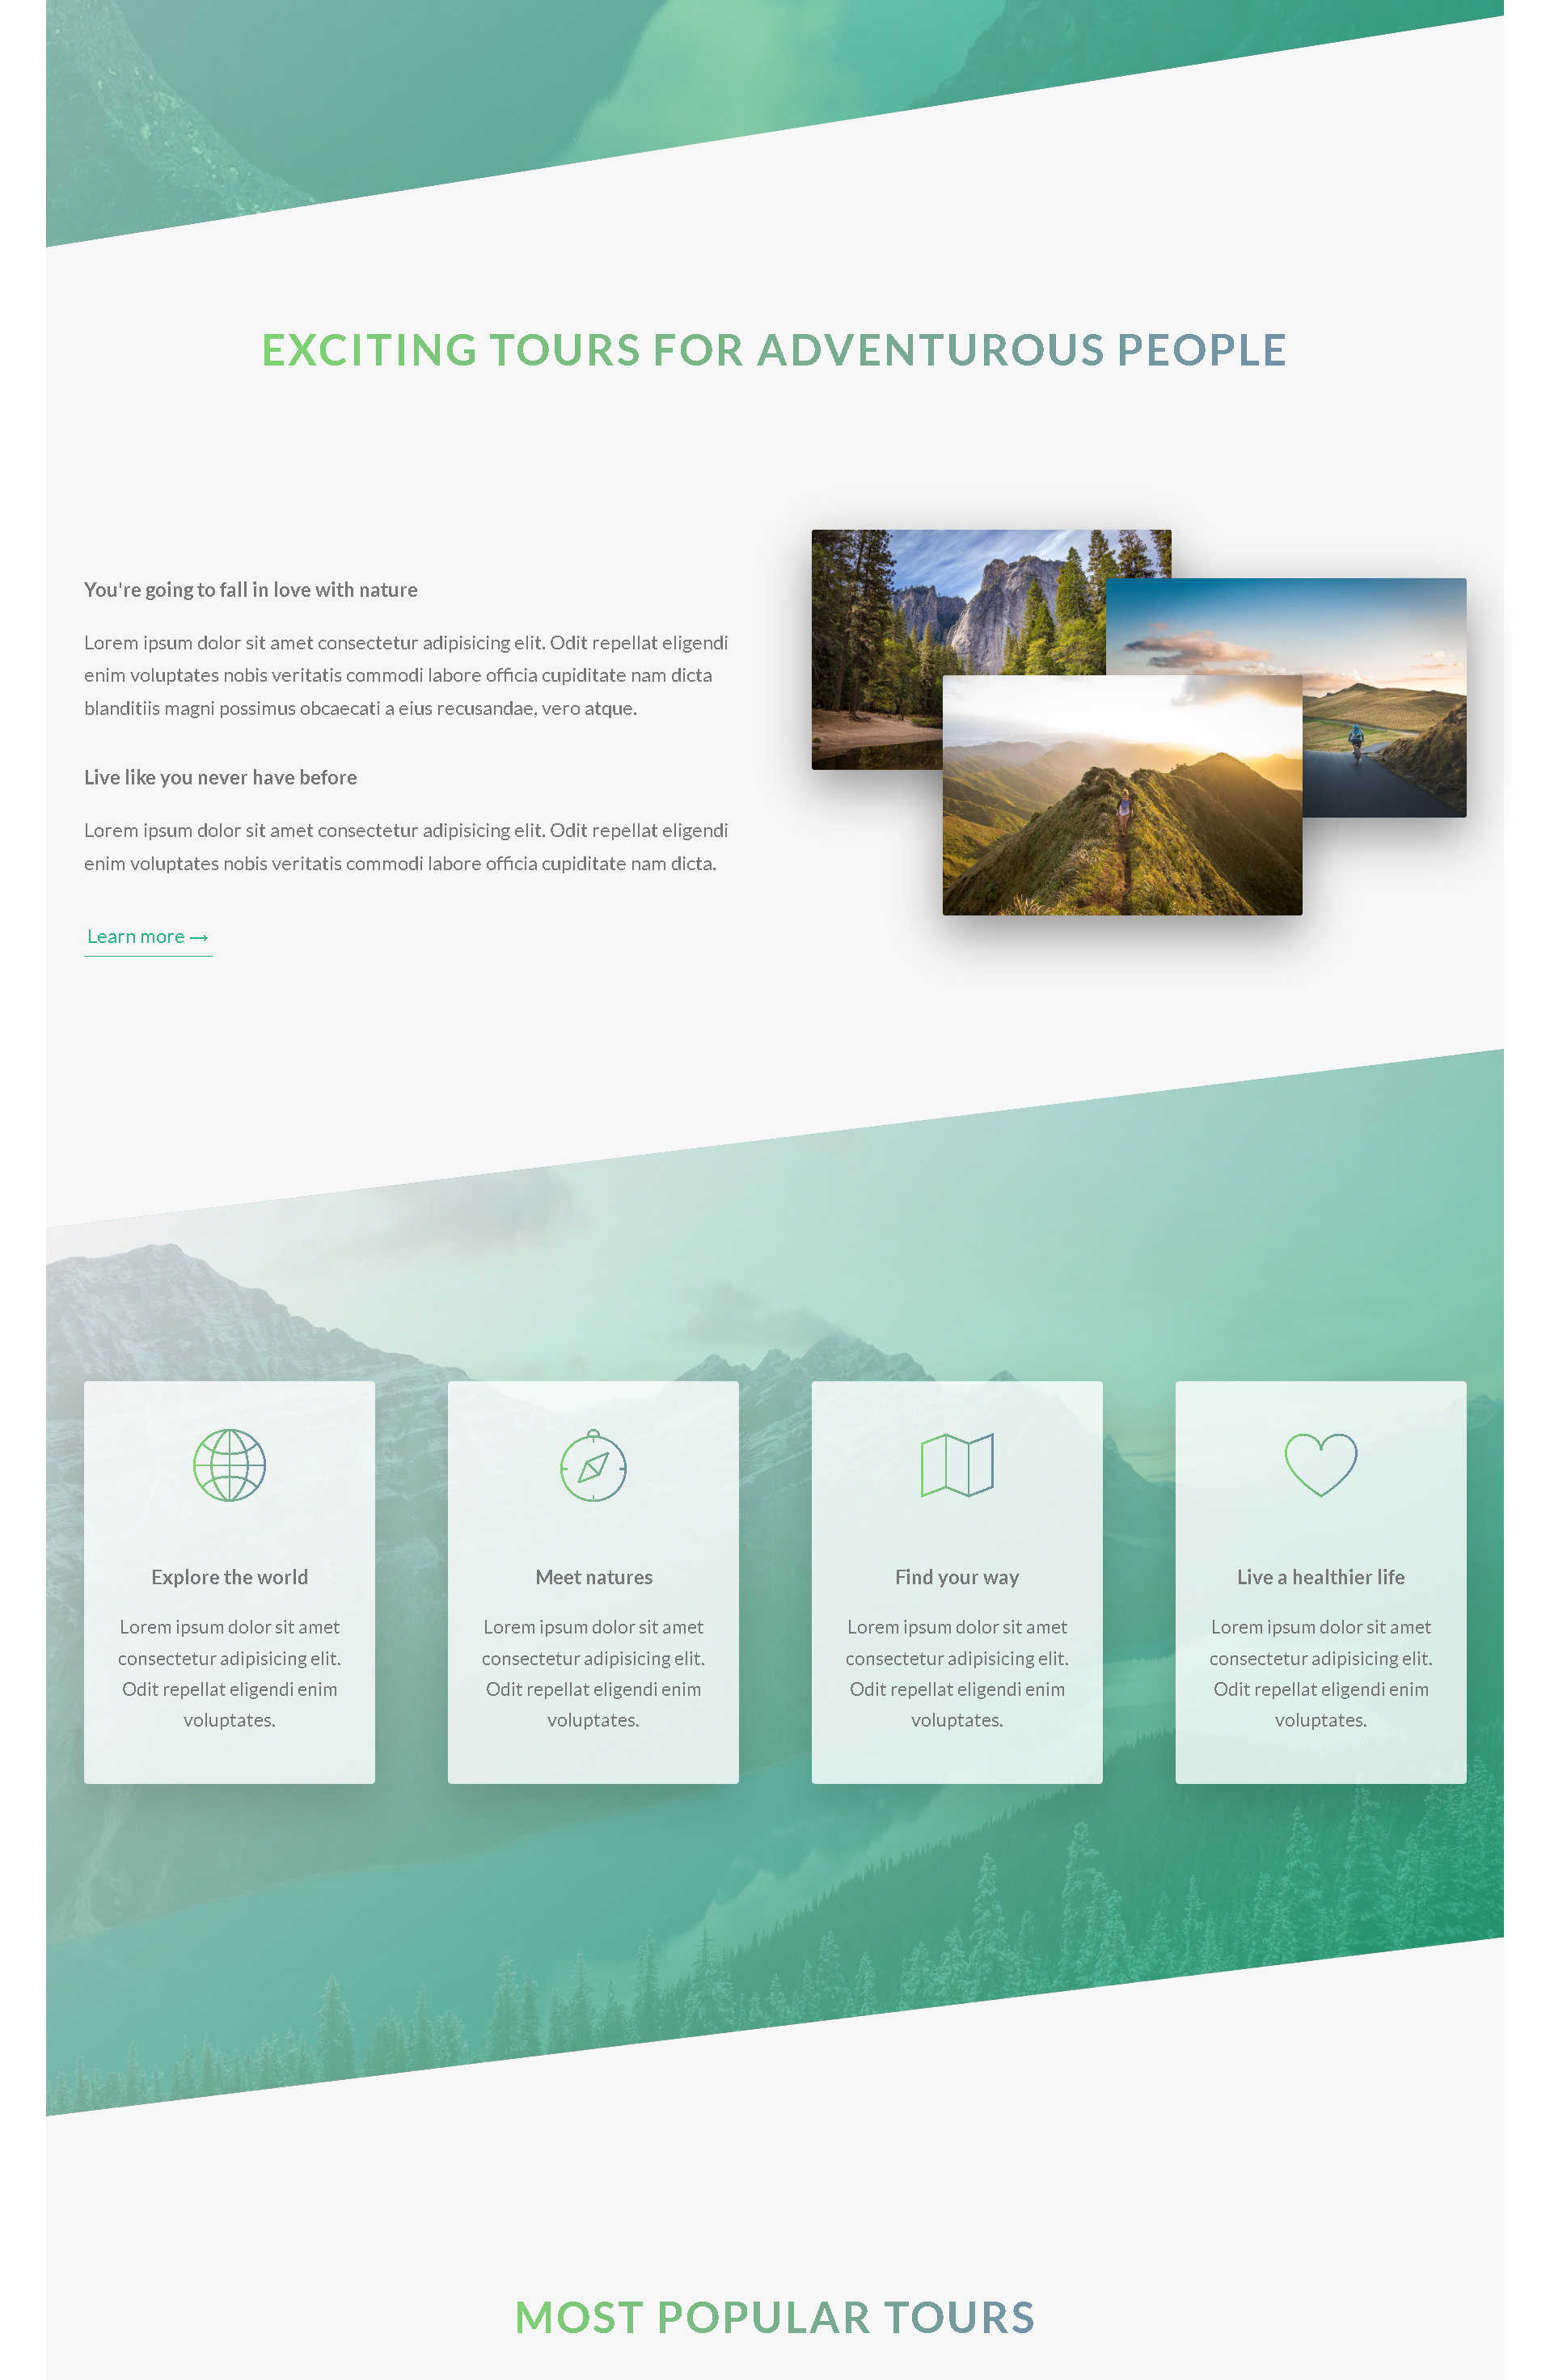 EXCITING TOURS FOR ADVENTUROUS PEOPLE
You're going to fall in love with nature
Lorem ipsum dolor sit amet consectetur adipisicing elit. Odit repellat eligendi
enim voluptates nobis veritatis commodi labore officia cupiditate nam dicta
blanditiis magni possimus obcaecati a eius recusandae, vero atque.
Live like you never have before
Lorem ipsum dolor sit amet consectetur adipisicing elit. Odit repellat eligendi
enim voluptates nobis veritatis commodi labore officia cupiditate nam dicta.
Learn more →
Explore the world
Lorem ipsum dolor sit amet
consectetur adipisicing elit.
Odit repellat eligendi enim
voluptates.
Meet natures
Lorem ipsum dolor sit amet
consectetur adipisicing elit.
Odit repellat eligendi enim
voluptates.
Find your way
Lorem ipsum dolor sit amet
consectetur adipisicing elit.
Odit repellat eligendi enim
voluptates.
Live a healthier life
Lorem ipsum dolor sit amet
consectetur adipisicing elit.
Odit repellat eligendi enim
voluptates.
MOST POPULAR TOURS